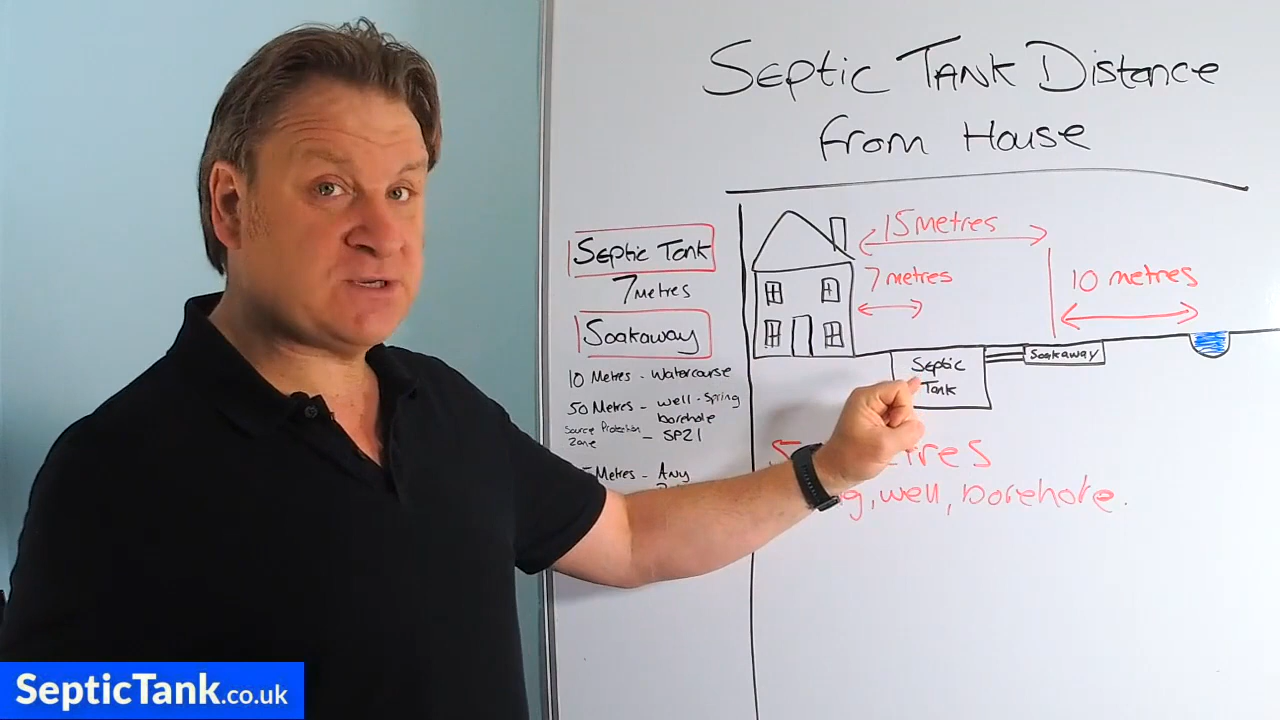 Septic Tank Distance
from House
Septic Tank
7 Metres
Soakaway
10 Metres - Watercourse
50 Metres - well - Spring
borehole
Source Protection
Zone - SPZ1
Metres - Any
15 Metres
7 metres
10 metres
Septic
Tank
Soakaway
well, borehole.
SepticTank.co.uk